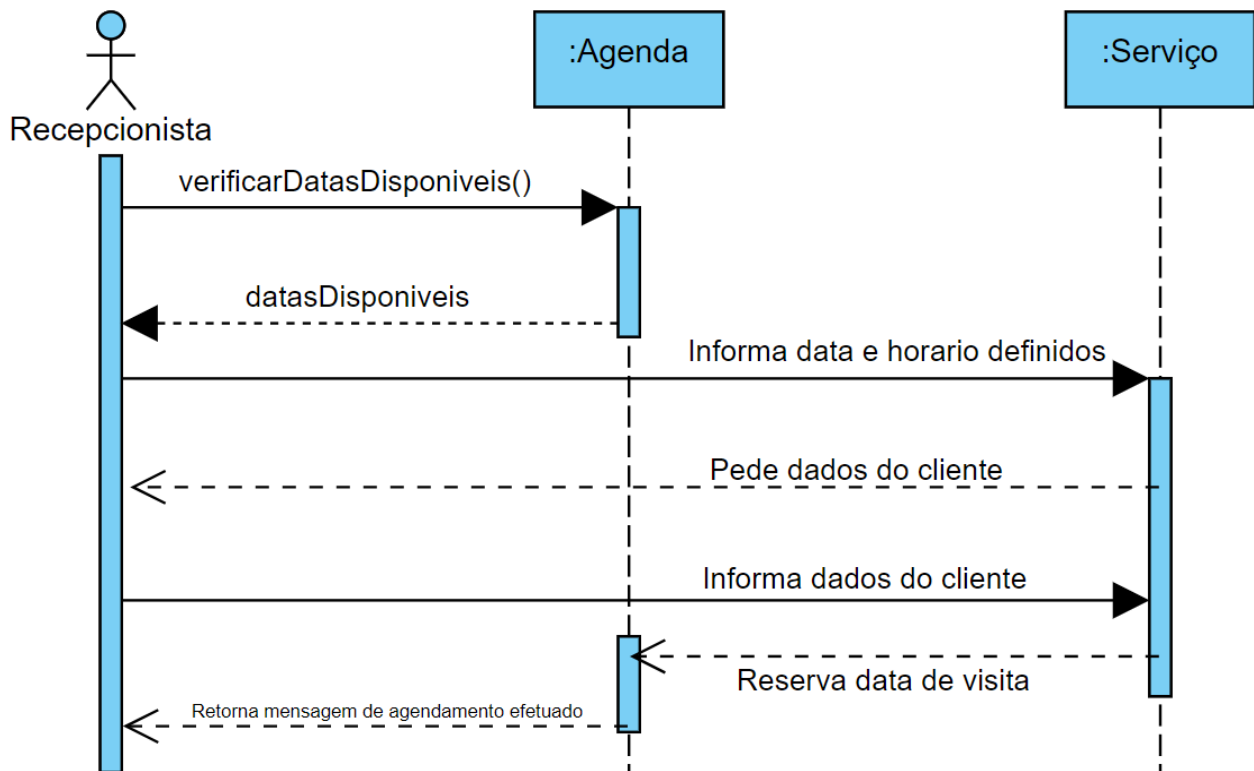 :Agenda
:Serviço
Recepcionista
verificarDatasDisponiveis()
datasDisponiveis
Informa data e horario definidos
Pede dados do cliente
Informa dados do cliente
Reserva data de visita
Retorna mensagem de agendamento efetuado